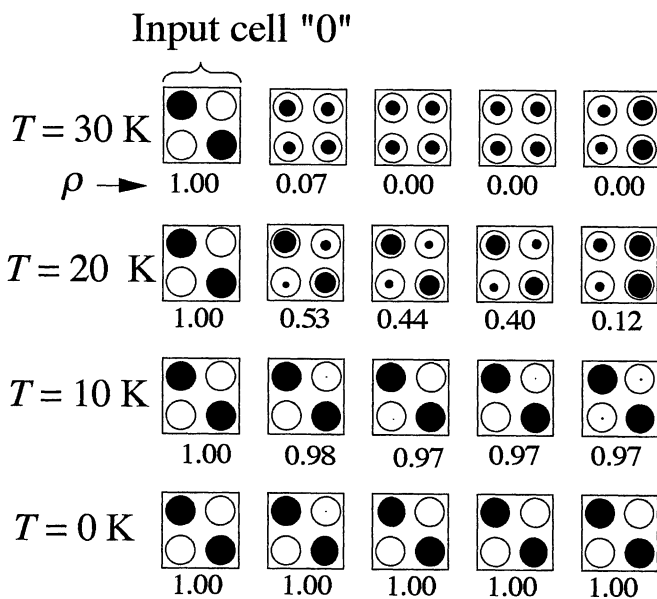 Input cell "0"
T = 30 K
ρ → 1.00 0.07 0.00 0.00 0.00
T = 20 K
1.00 0.53 0.44 0.40 0.12
T = 10 K
1.00 0.98 0.97 0.97 0.97
T = 0 K
1.00 1.00 1.00 1.00 1.00